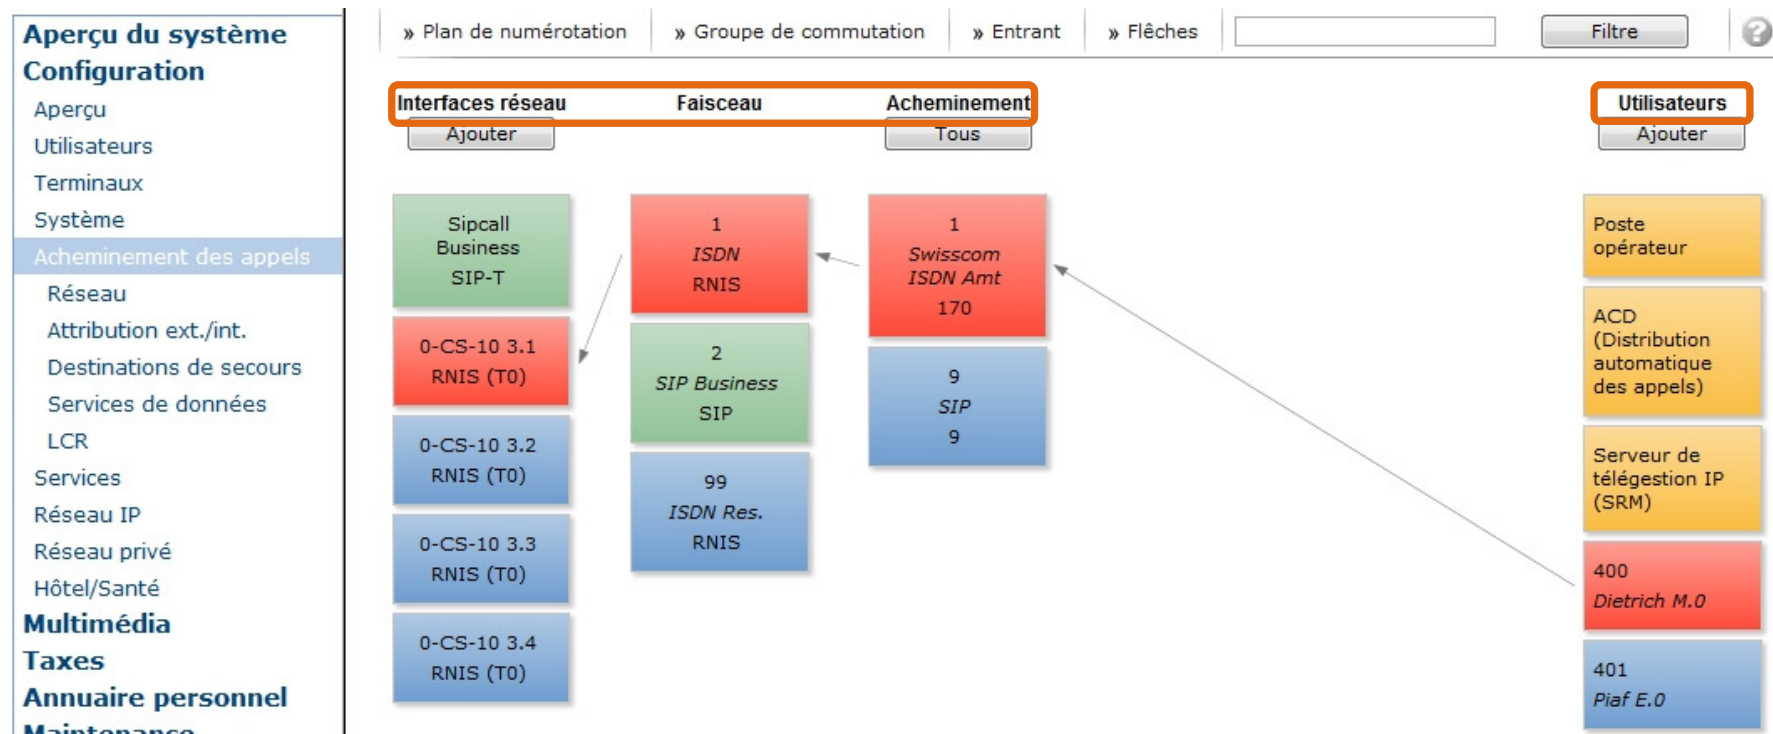 Aperçu du système
Configuration
Aperçu
Utilisateurs
Terminaux
Système
Acheminement des appels
Réseau
Attribution ext./int.
Destinations de secours
Services de données
LCR
Services
Réseau IP
Réseau privé
Hôtel/Santé
Multimédia
Taxes
Annuaire personnel
Maintenance
» Plan de numérotation
» Groupe de commutation
» Entrant
» Flêches
Filtre
?
Interfaces réseau
Faisceau
Acheminement
Utilisateurs
Ajouter
Tous
Ajouter
Sipcall
Business
SIP-T
0-CS-10 3.1
RNIS (T0)
0-CS-10 3.2
RNIS (T0)
0-CS-10 3.3
RNIS (T0)
0-CS-10 3.4
RNIS (T0)
1
ISDN
RNIS
2
SIP Business
SIP
99
ISDN Res.
RNIS
1
Swisscom
ISDN Amt
170
9
SIP
9
Poste
opérateur
ACD
(Distribution
automatique
des appels)
Serveur de
télégestion IP
(SRM)
400
Dietrich M.0
401
Piaf E.0